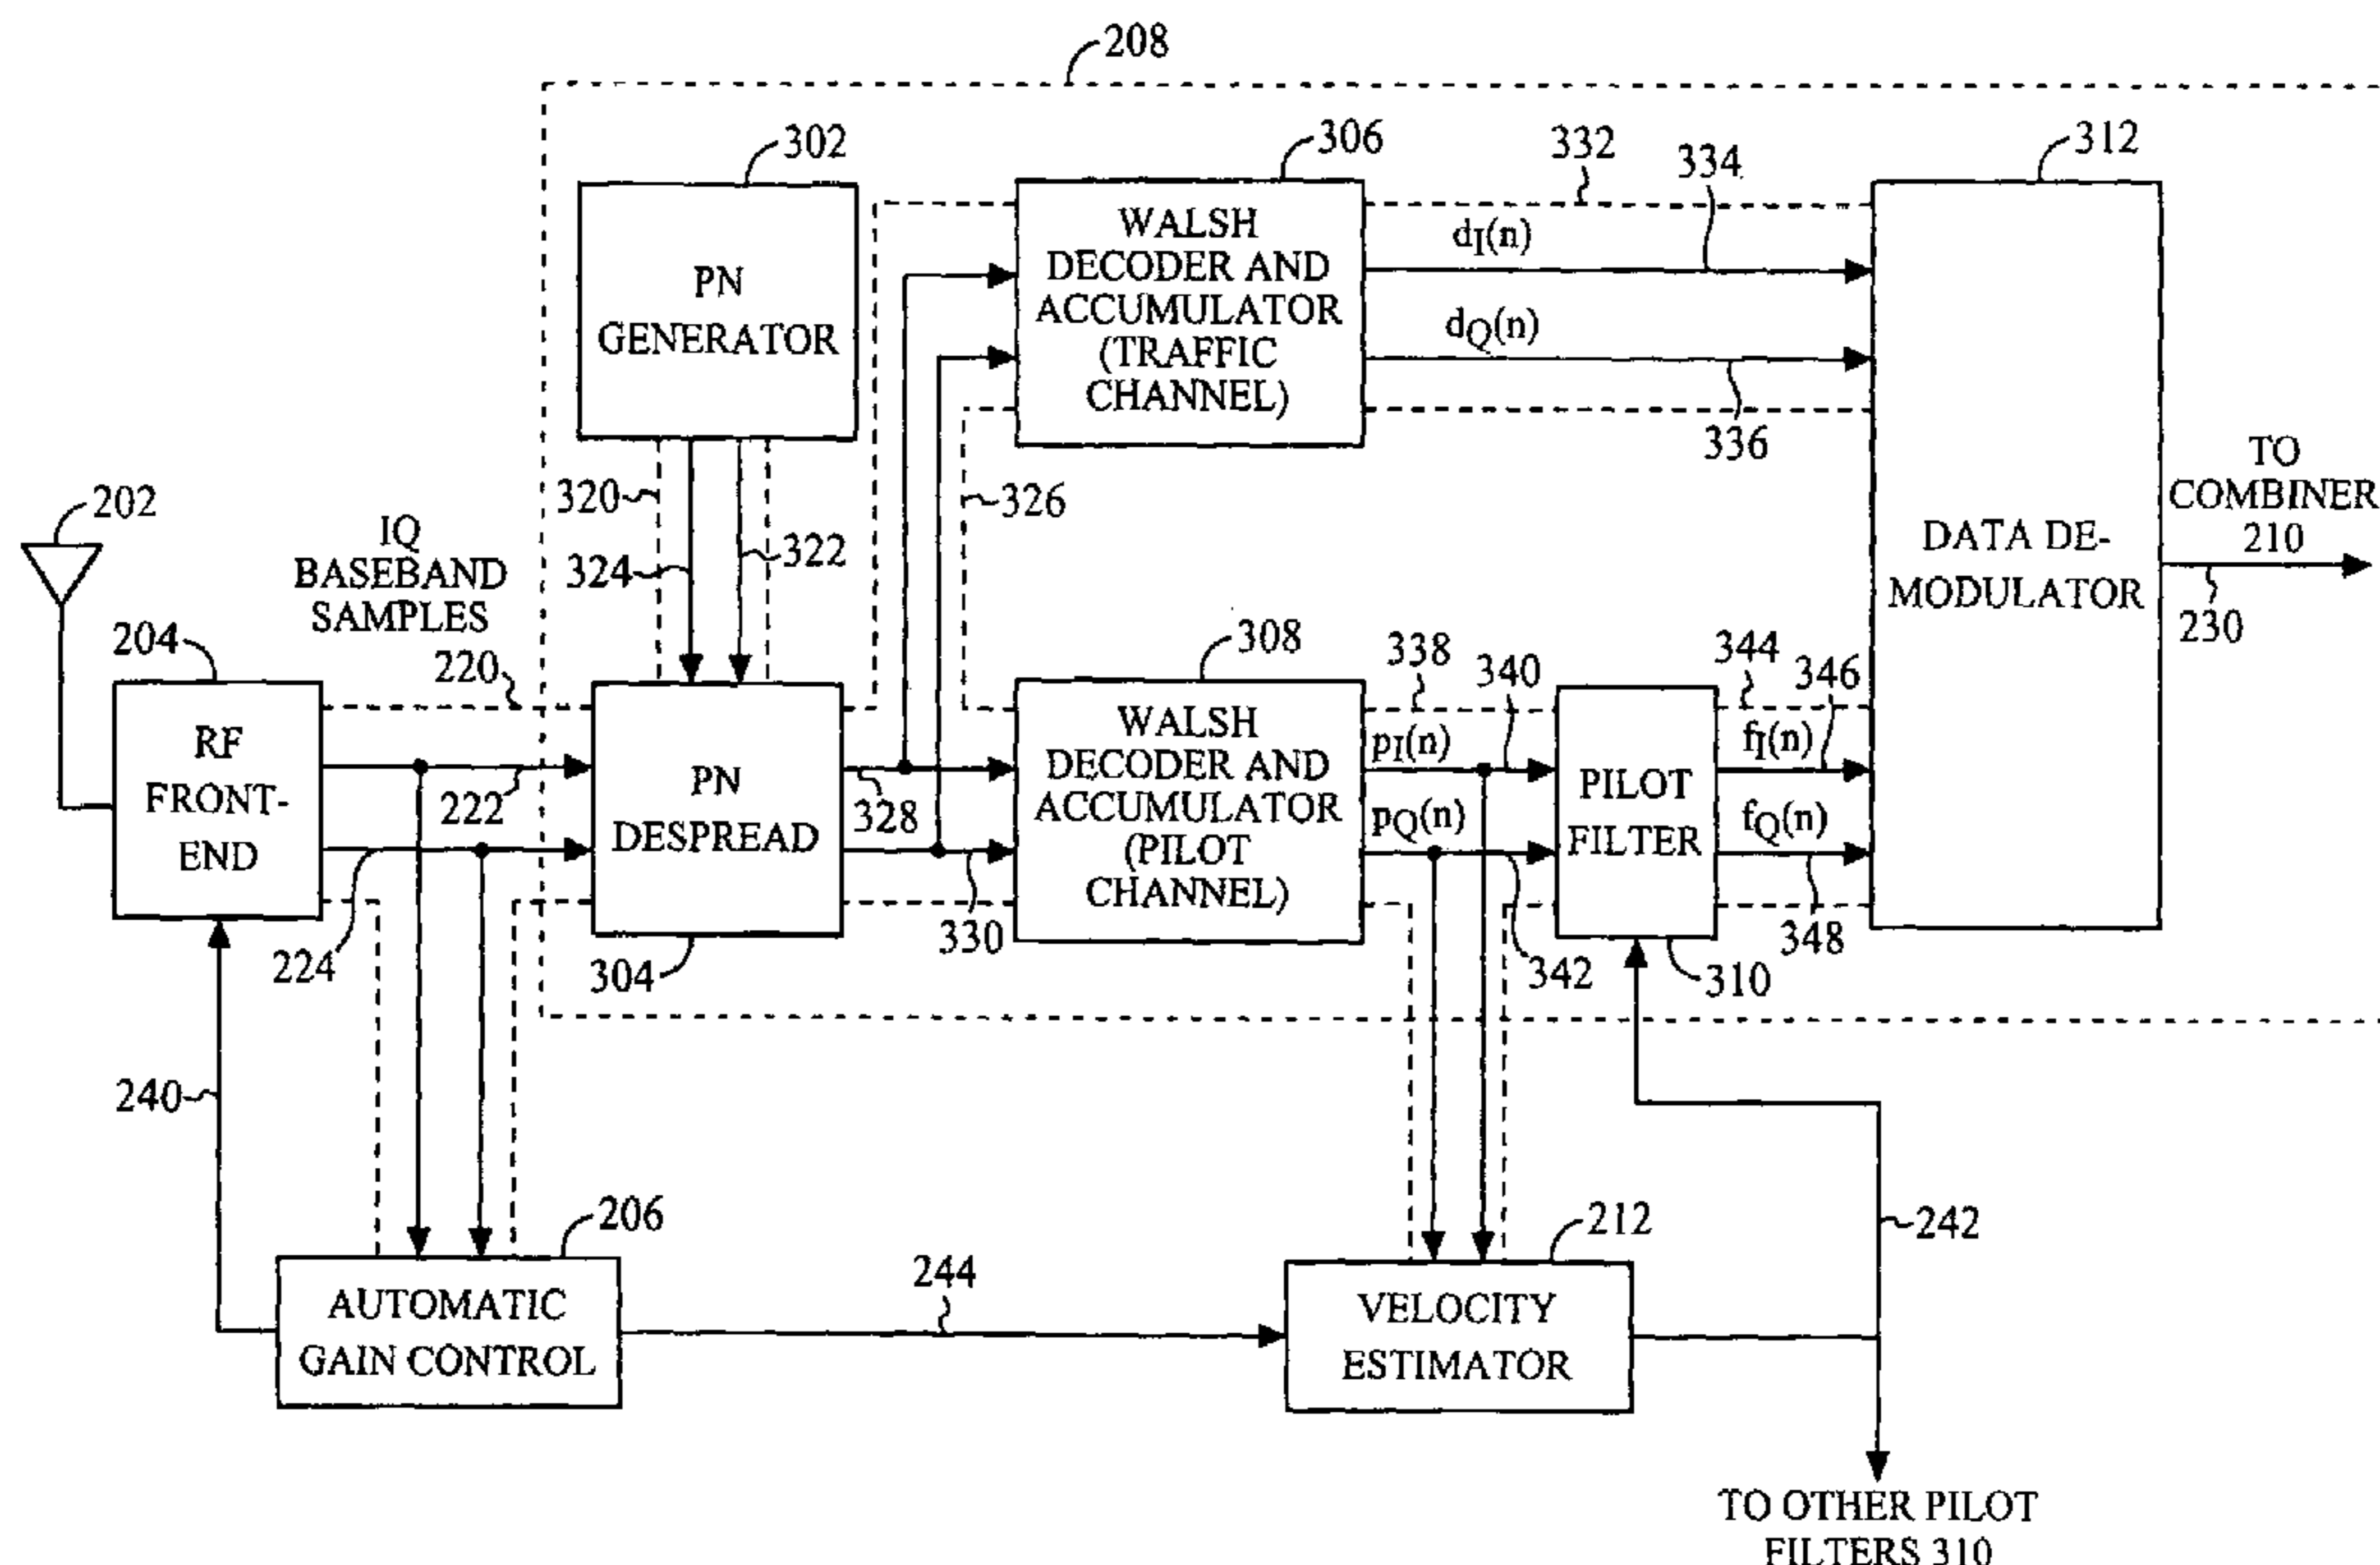 208
302
306
332
334
312
PN
GENERATOR
WALSH
DECODER AND
ACCUMULATOR
(TRAFFIC
CHANNEL)
dI(n)
dQ(n)
336
202
IQ
BASEBAND
SAMPLES
320
324
322
326
TO
COMBINER
210
230
DATA DE-
MODULATOR
204
220
308
338
340
344
346
RF
FRONT-
END
222
224
PN
DESPREAD
304
328
330
WALSH
DECODER AND
ACCUMULATOR
(PILOT
CHANNEL)
pI(n)
pQ(n)
342
PILOT
FILTER
310
fI(n)
fQ(n)
348
240
206
AUTOMATIC
GAIN CONTROL
244
212
VELOCITY
ESTIMATOR
242
TO OTHER PILOT
FILTERS 310